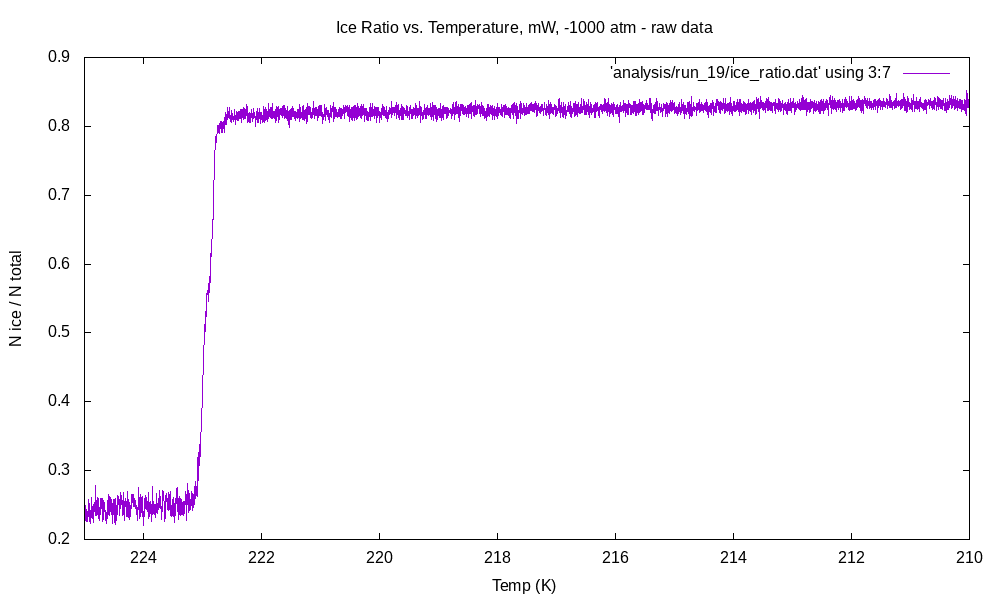 Ice Ratio vs. Temperature, mW, -1000 atm - raw data
'analysis/run_19/ice_ratio.dat' using 3:7
N ice / N total
0.9
0.8
0.7
0.6
0.5
0.4
0.3
0.2
224 222 220 218 216 214 212 210
Temp (K)